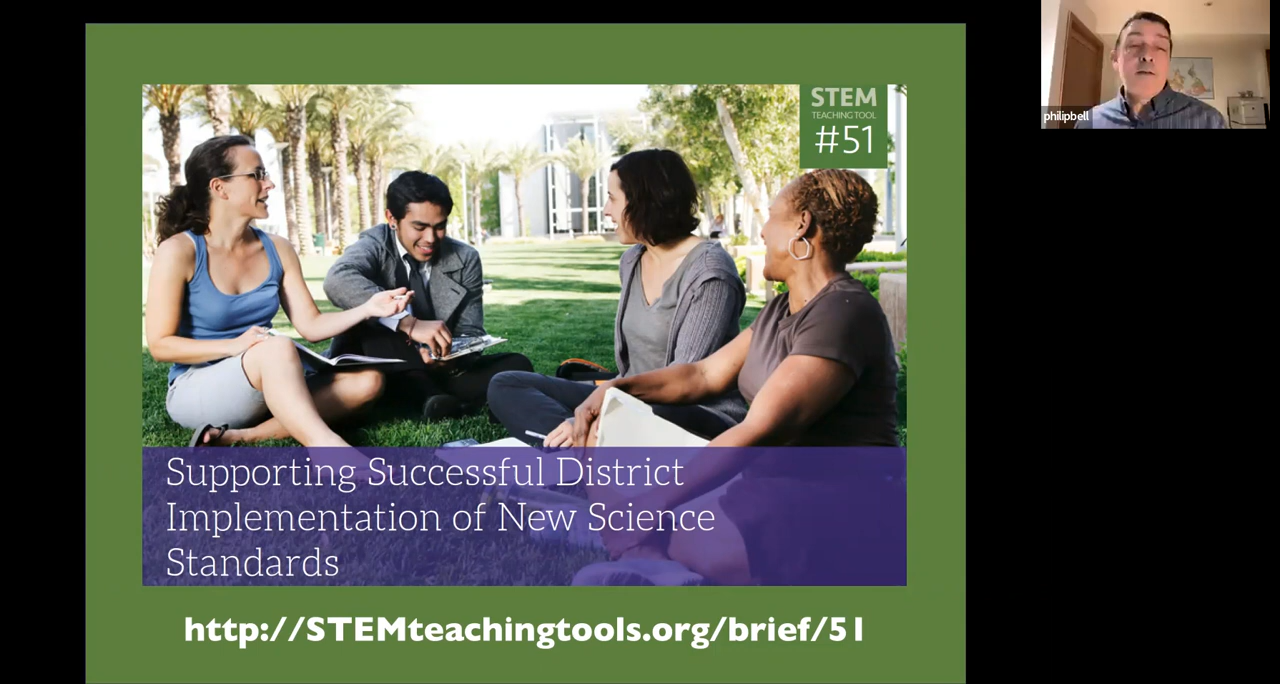 STEM
TEACHING TOOL
#51
philipbell
Supporting Successful District
Implementation of New Science
Standards
http://STEMteachingtools.org/brief/51